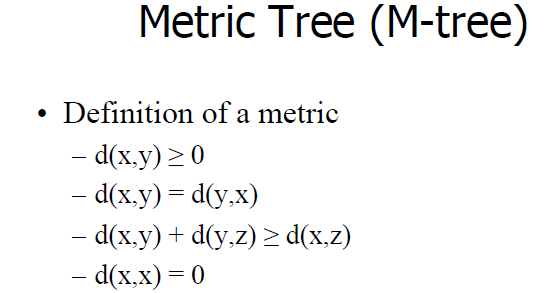 Metric Tree (M-tree)
• Definition of a metric
– d(x,y) ≥ 0
– d(x,y) = d(y,x)
– d(x,y) + d(y,z) ≥ d(x,z)
– d(x,x) = 0